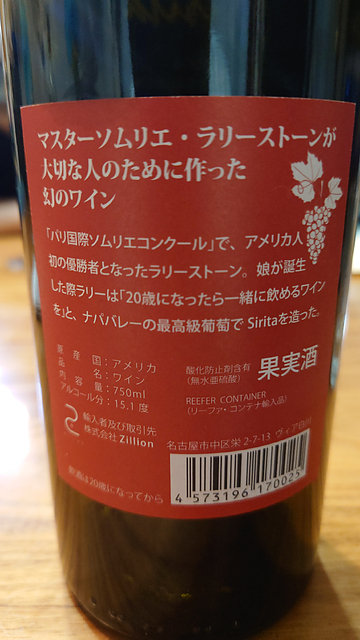 マスターソムリエ・ラリーストーンが
大切な人のために作った
幻のワイン
「パリ国際ソムリエコンクール」で、アメリカ人
初の優勝者となったラリーストーン。娘が誕生
した際ラリーは「20歳になったら一緒に飲めるワイン
を」と、ナパバレーの最高級葡萄で Siritaを造った。
原産国：アメリカ
品名：ワイン
内容量：750ml
アルコール分：15.1度
酸化防止剤含有
(無水亜硫酸)
果実酒
REEFER CONTAINER
(リーファ・コンテナ輸入品)
輸入者及び取引先
株式会社 Zillion
名古屋市中区栄 2-7-13 ヴィア白川
飲酒は20歳になってから
4 573196 170025